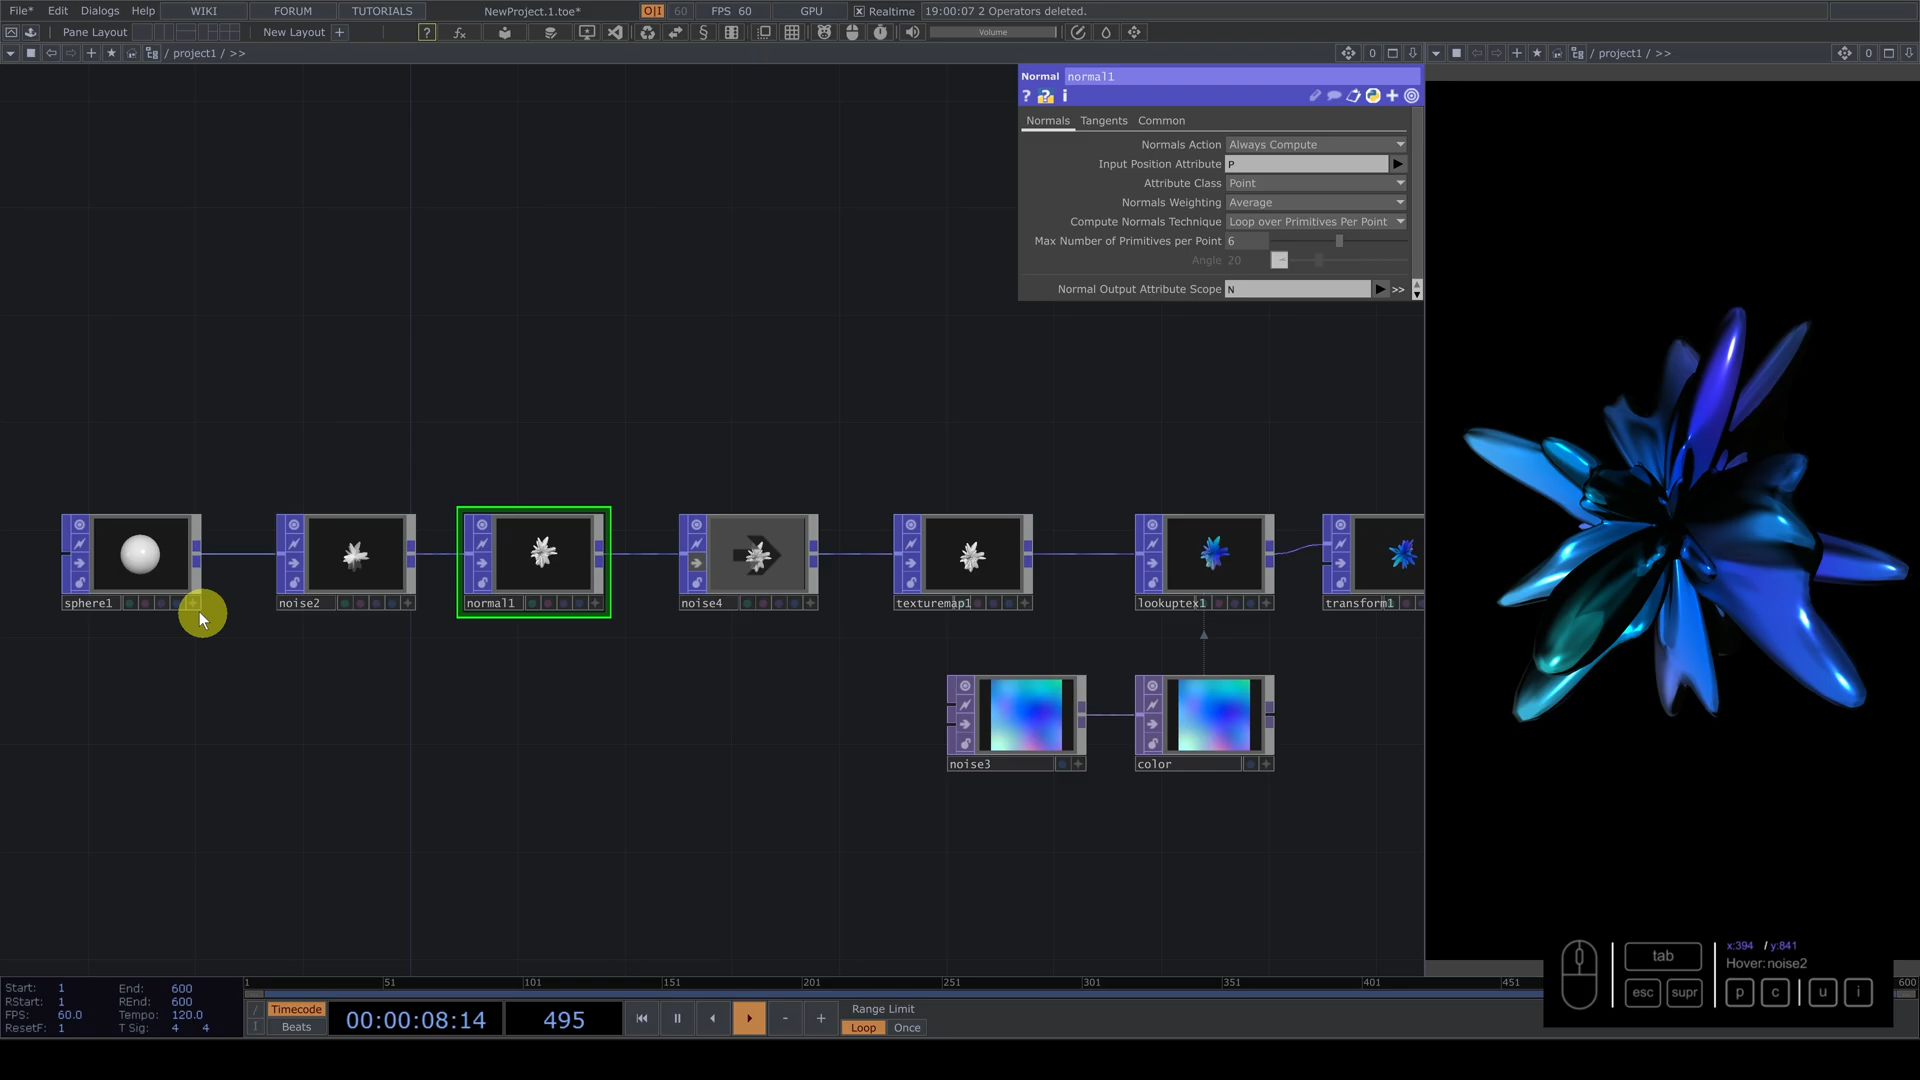 File* Edit Dialogs Help WIKI FORUM TUTORIALS NewProject.1.toe* O|I 60 FPS 60 GPU Realtime 19:00:07 2 Operators deleted.
Pane Layout New Layout + ? fx Volume
/ project1 / >> 0 / project1 / >> 0
Normal normal1
? ? i
Normals Tangents Common
Normals Action Always Compute
Input Position Attribute P
Attribute Class Point
Normals Weighting Average
Compute Normals Technique Loop over Primitives Per Point
Max Number of Primitives per Point 6
Angle 20
Normal Output Attribute Scope N >>
sphere1 noise2 normal1 noise4 texturemap1 lookuptex1 transform1
noise3 color
x:394 / y:841
Hover:noise2
tab
esc supr p c u i
1 51 101 151 201 251 301 351 401 451 600
Start: 1 End: 600
RStart: 1 REnd: 600
FPS: 60.0 Tempo: 120.0
ResetF: 1 T Sig: 4 4
/ Timecode
I Beats
00:00:08:14 495
- +
Range Limit
Loop Once